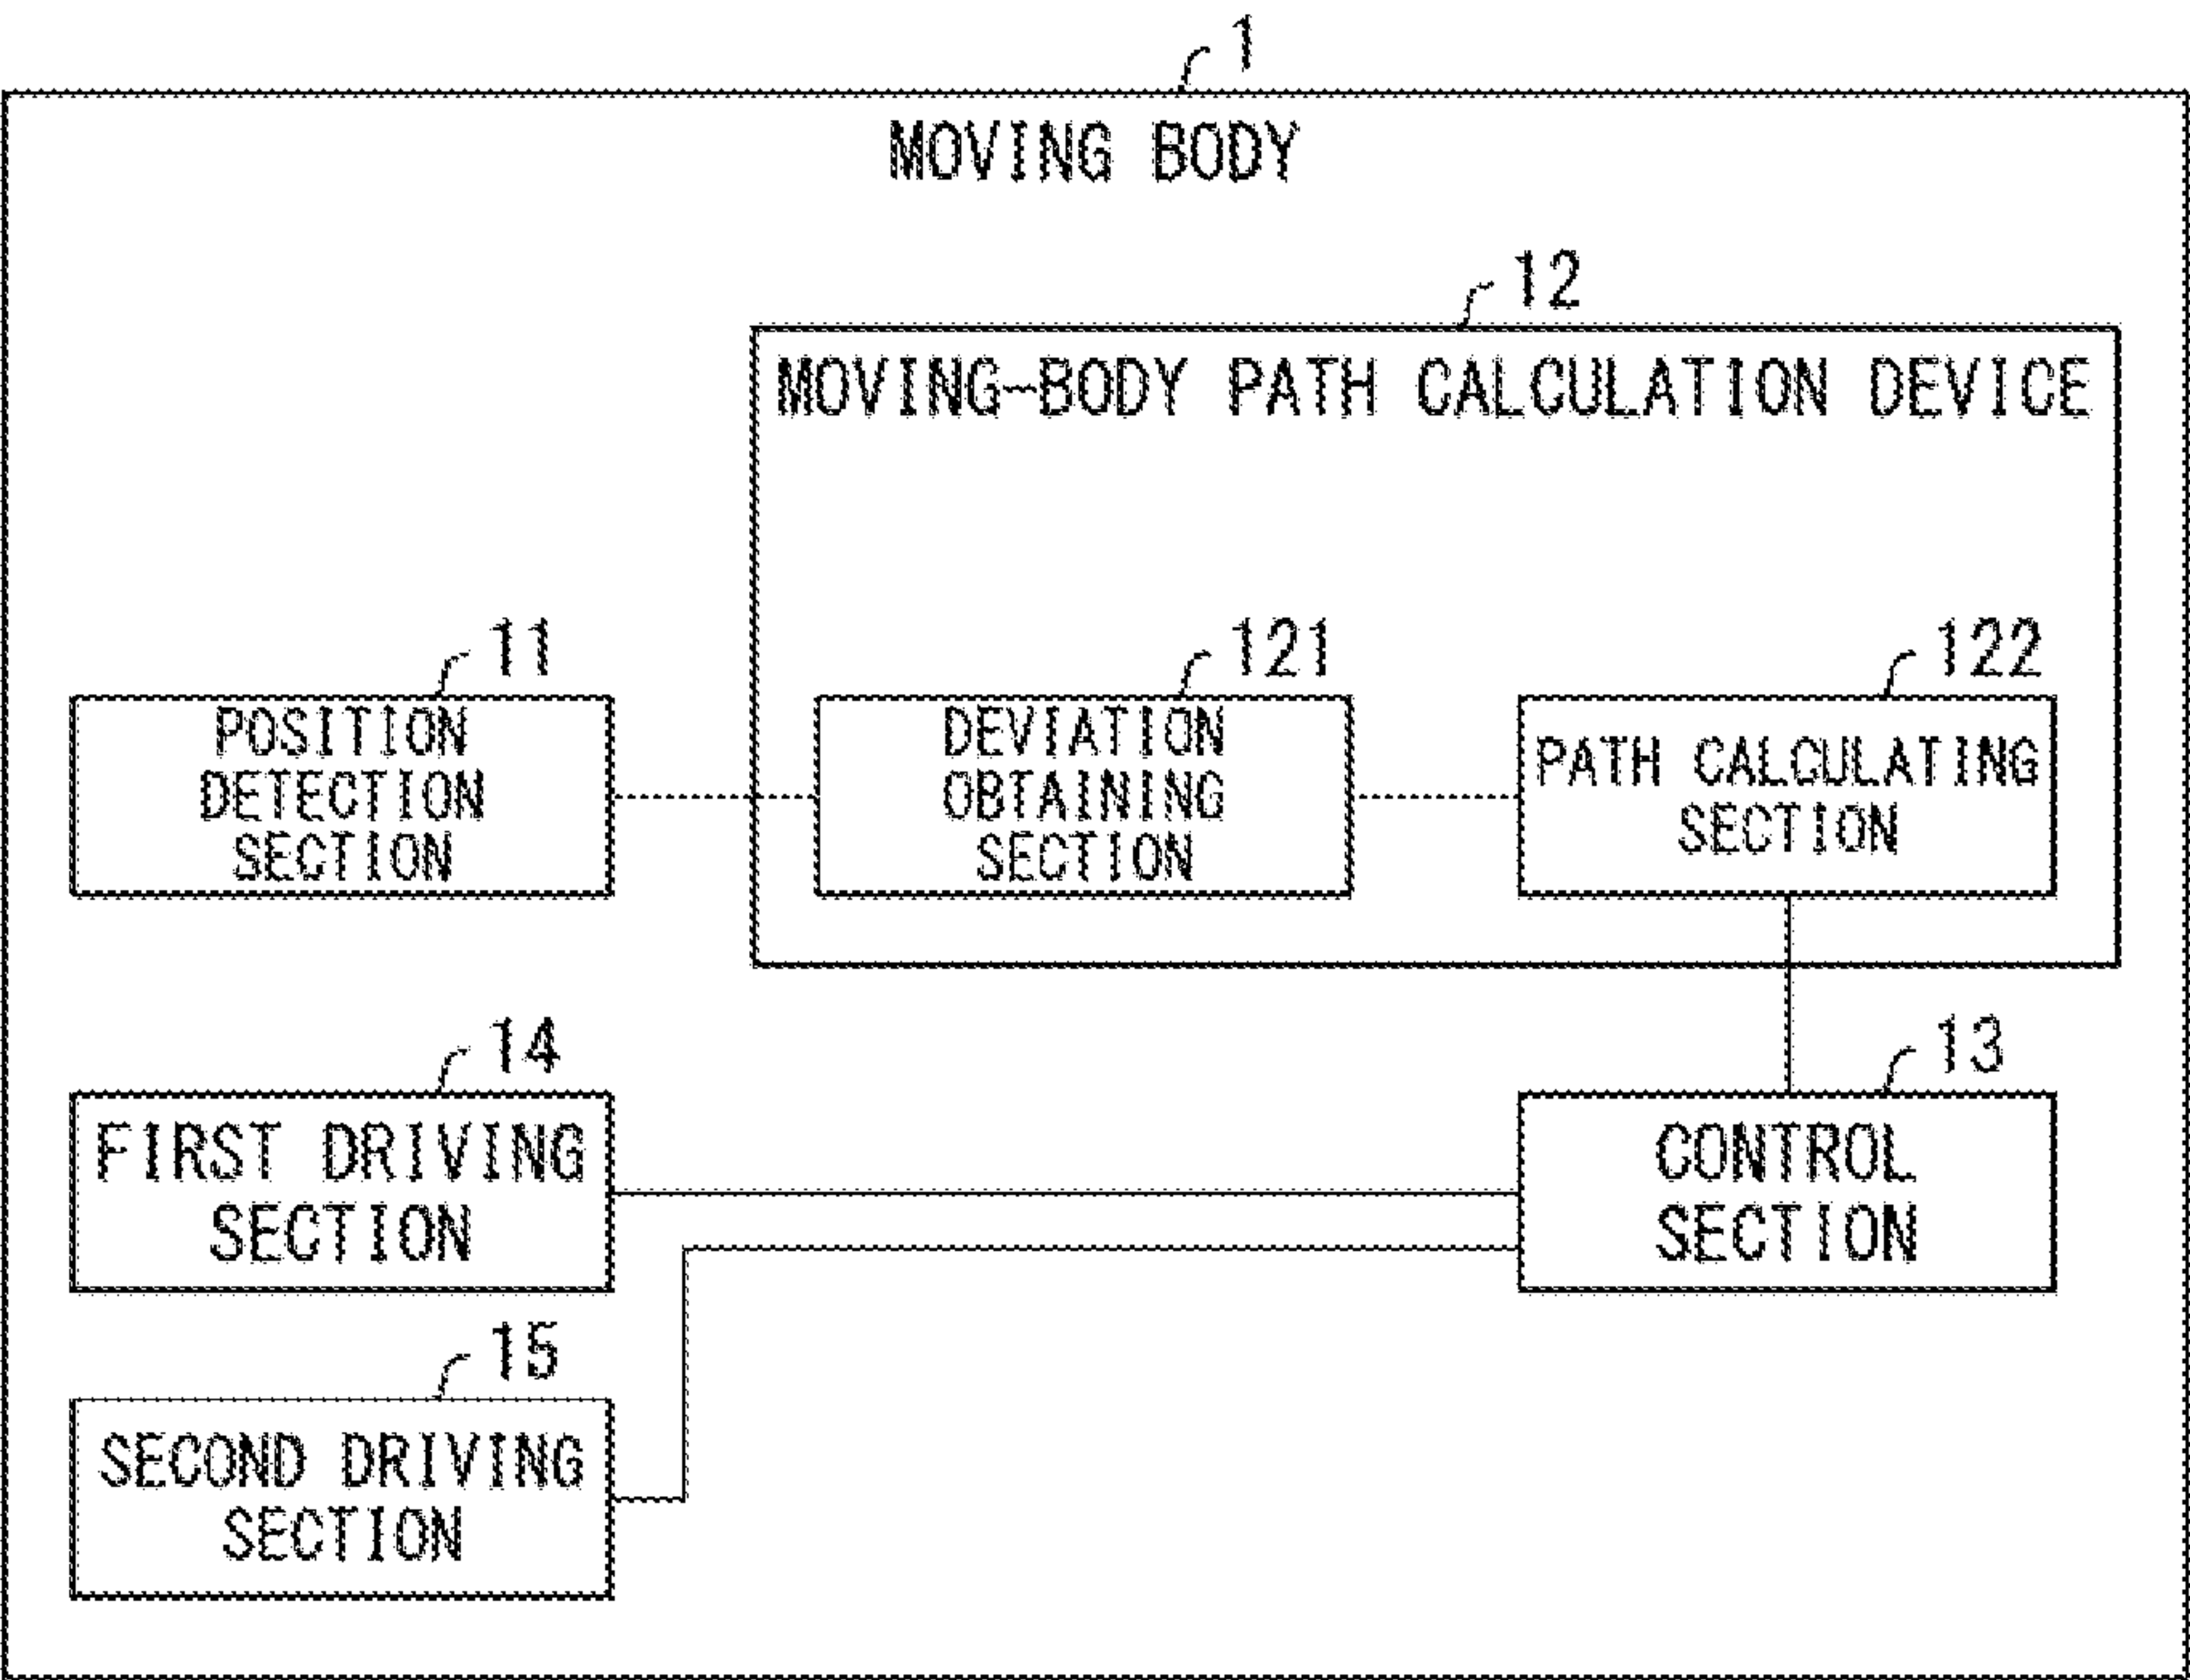 1
MOVING BODY
12
MOVING-BODY PATH CALCULATION DEVICE
11
POSITION
DETECTION
SECTION
121
DEVIATION
OBTAINING
SECTION
122
PATH CALCULATING
SECTION
14
FIRST DRIVING
SECTION
13
CONTROL
SECTION
15
SECOND DRIVING
SECTION